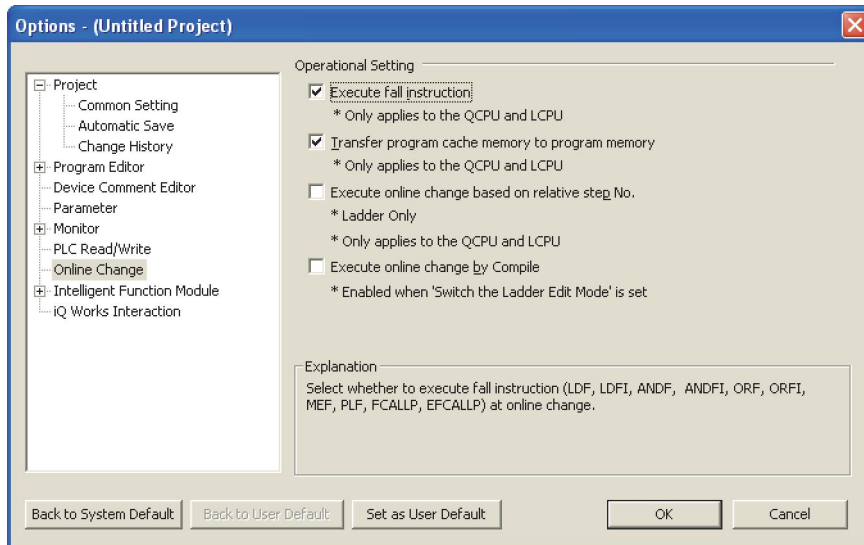 Options - (Untitled Project)
Project
Common Setting
Automatic Save
Change History
Program Editor
Device Comment Editor
Parameter
Monitor
PLC Read/Write
Online Change
Intelligent Function Module
iQ Works Interaction
Operational Setting
Execute fall instruction
* Only applies to the QCPU and LCPU
Transfer program cache memory to program memory
* Only applies to the QCPU and LCPU
Execute online change based on relative step No.
* Ladder Only
* Only applies to the QCPU and LCPU
Execute online change by Compile
* Enabled when 'Switch the Ladder Edit Mode' is set
Explanation
Select whether to execute fall instruction (LDF, LDFI, ANDF, ANDFI, ORF, ORFI,
MEF, PLF, FCALLP, EFCALLP) at online change.
Back to System Default
Back to User Default
Set as User Default
OK
Cancel